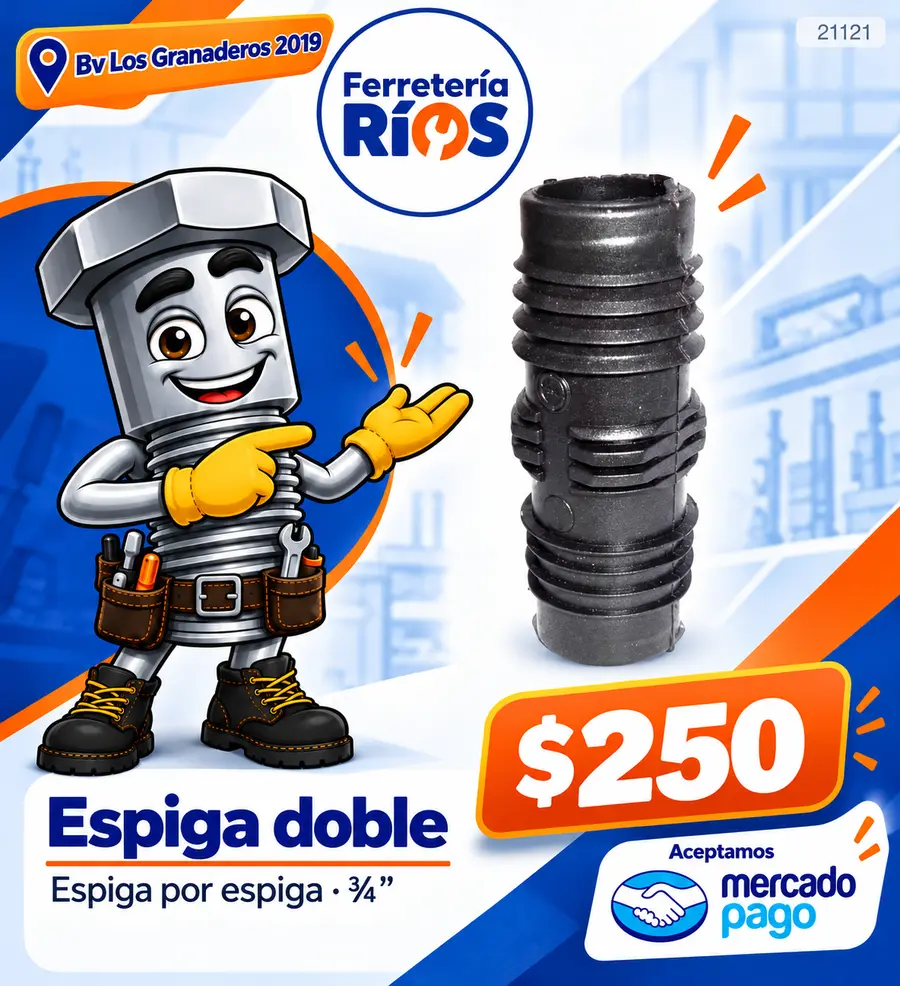 Bv Los Granaderos 2019
Ferretería
RÍOS
21121
$250
Espiga doble
Espiga por espiga · ¾”
Aceptamos
mercado
pago